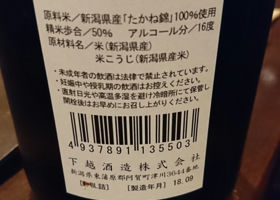 原料米／新潟県産「たかね錦」100%使用
精米歩合／50%　アルコール分／16度
原材料名／米（新潟県産）
米こうじ（新潟県産米）
・未成年者の飲酒は法律で禁止されています。
・妊娠中や授乳期の飲酒はお控えください。
・直射日光や高温多湿を避け冷暗所にて保管し
開栓後はお早めにお召し上がりください。
4 937891 135503
下越酒造株式会社
新潟県東蒲原郡阿賀町津川3644番地
詰】 【製造年月】 18.09